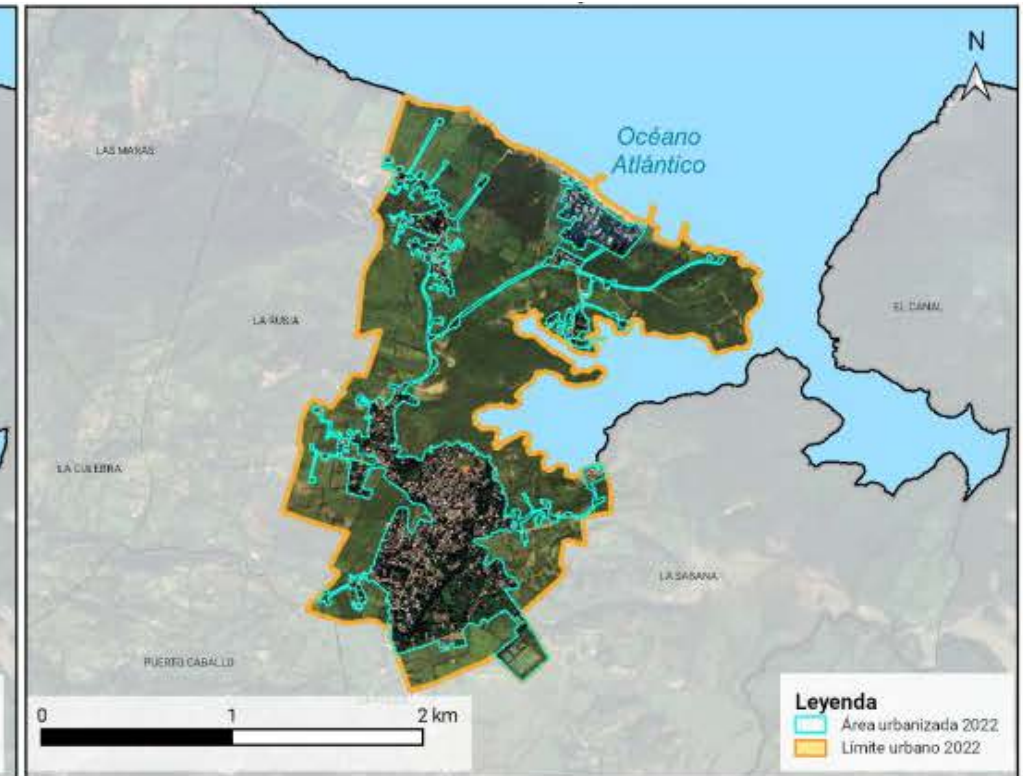 N
Océano
Atlántico
LAS MARAS
EL CANAL
LA RUSIA
LA CULEBRA
LA SABANA
PUERTO CABALLO
0 1 2 km
Leyenda
Área urbanizada 2022
Límite urbano 2022